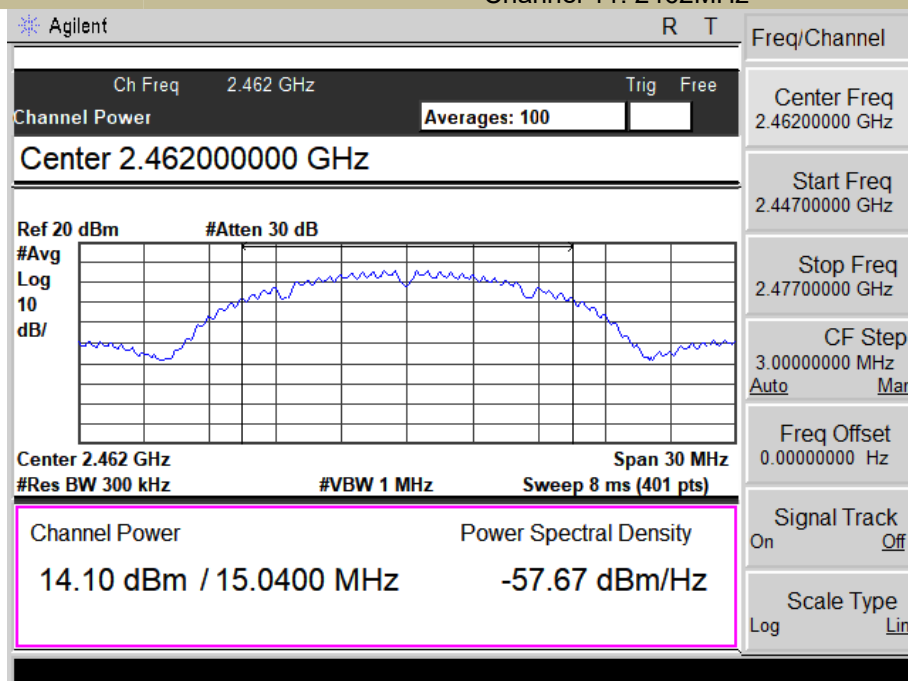 Channel 11: 2462MHz
Agilent
R T
Freq/Channel
Ch Freq 2.462 GHz Trig Free
Channel Power Averages: 100
Center 2.462000000 GHz
Ref 20 dBm #Atten 30 dB
#Avg
Log
10
dB/
Center 2.462 GHz Span 30 MHz
#Res BW 300 kHz #VBW 1 MHz Sweep 8 ms (401 pts)
Channel Power Power Spectral Density
14.10 dBm / 15.0400 MHz -57.67 dBm/Hz
Center Freq
2.46200000 GHz
Start Freq
2.44700000 GHz
Stop Freq
2.47700000 GHz
CF Step
3.00000000 MHz
Auto Man
Freq Offset
0.00000000 Hz
Signal Track
On Off
Scale Type
Log Lin